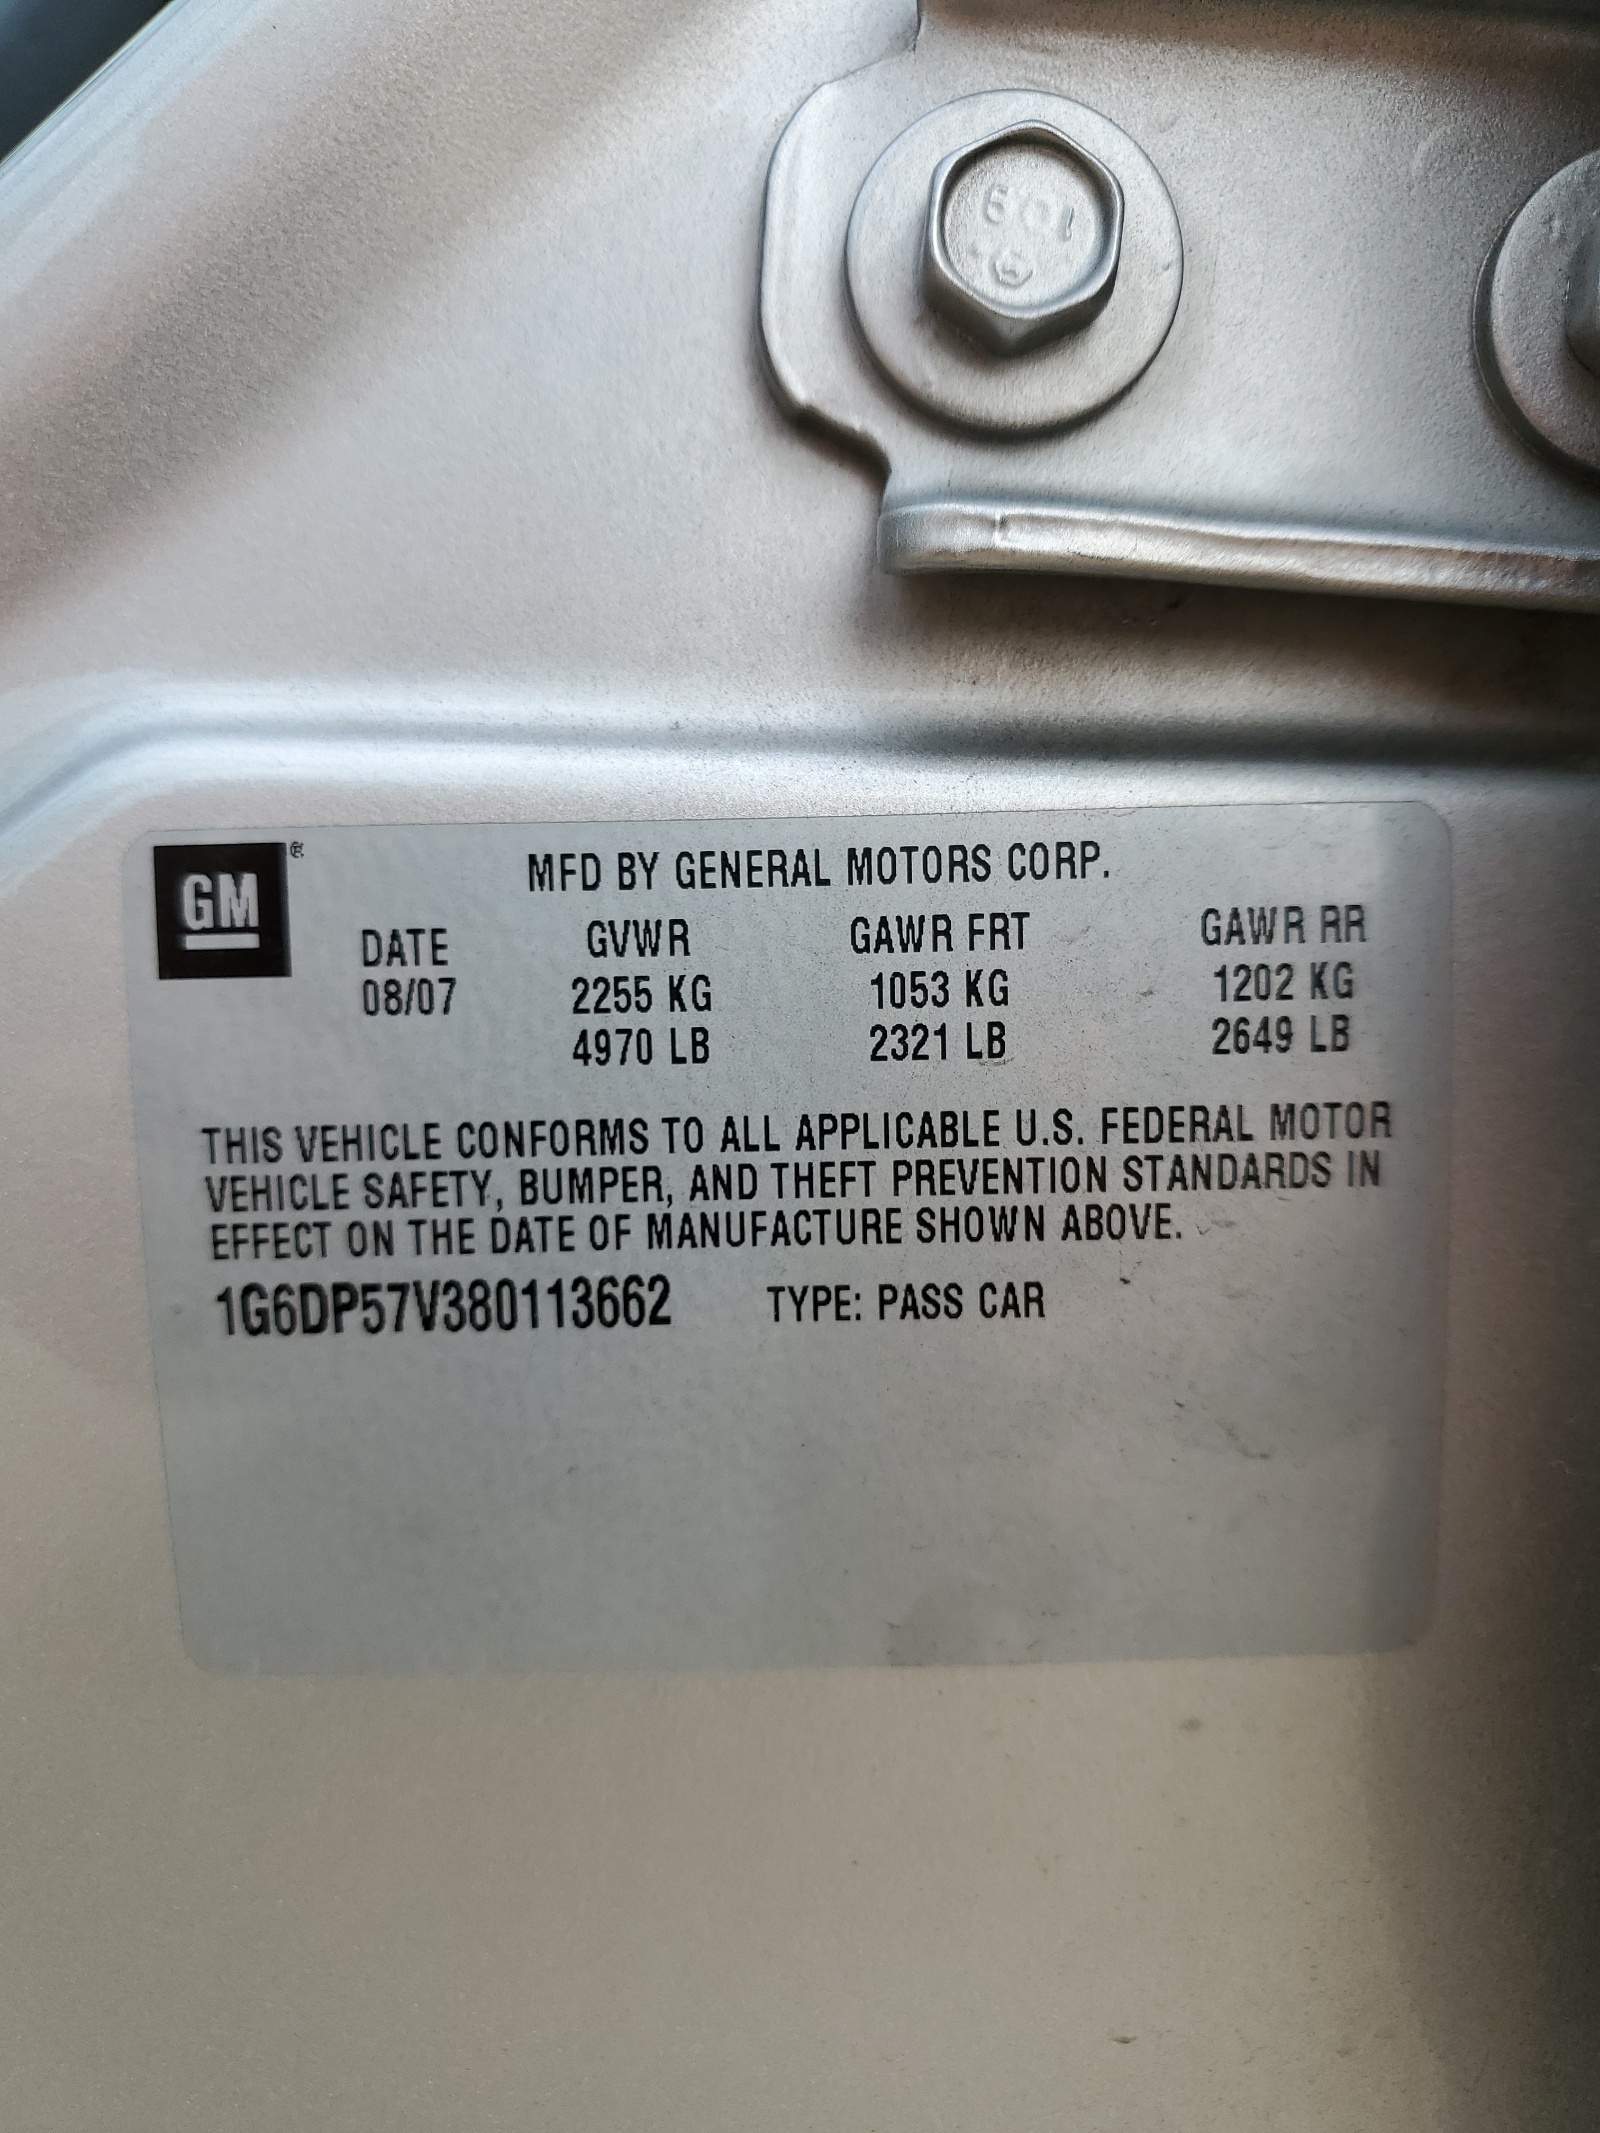 10.9
GM®
MFD BY GENERAL MOTORS CORP.
DATE GVWR GAWR FRT GAWR RR
08/07 2255 KG 1053 KG 1202 KG
4970 LB 2321 LB 2649 LB
THIS VEHICLE CONFORMS TO ALL APPLICABLE U.S. FEDERAL MOTOR
VEHICLE SAFETY, BUMPER, AND THEFT PREVENTION STANDARDS IN
EFFECT ON THE DATE OF MANUFACTURE SHOWN ABOVE.
1G6DP57V380113662 TYPE: PASS CAR